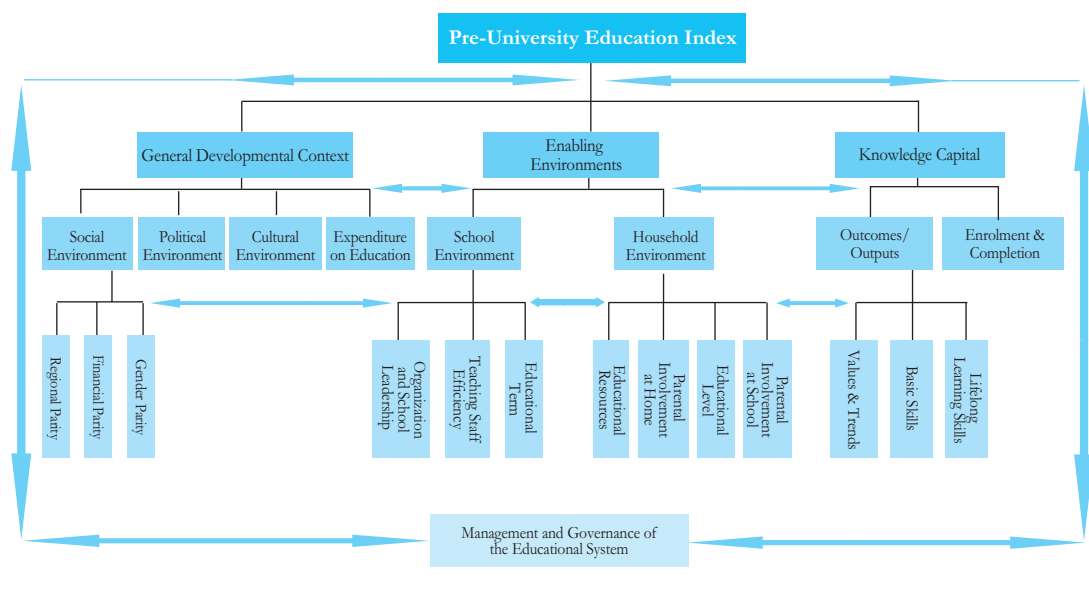 Pre-University Education Index
General Developmental Context
Enabling
Environments
Knowledge Capital
Social
Environment
Political
Environment
Cultural
Environment
Expenditure
on Education
School
Environment
Household
Environment
Outcomes/
Outputs
Enrolment &
Completion
Regional Parity
Financial Parity
Gender Parity
Organization
and School
Leadership
Teaching Staff
Efficiency
Educational
Term
Educational
Resources
Parental
Involvement
at Home
Educational
Level
Parental
Involvement
at School
Values & Trends
Basic Skills
Lifelong
Learning Skills
Management and Governance of
the Educational System